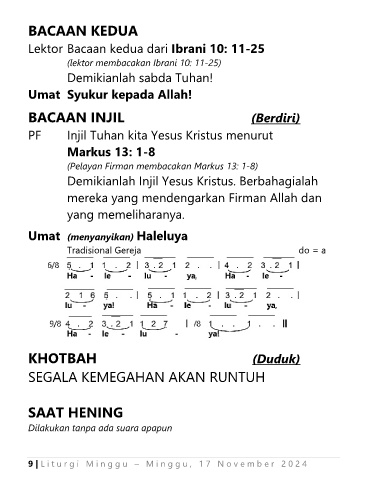 BACAAN KEDUA
Lektor Bacaan kedua dari Ibrani 10: 11-25
(lektor membacakan Ibrani 10: 11-25)
Demikianlah sabda Tuhan!
Umat Syukur kepada Allah!
BACAAN INJIL (Berdiri)
PF Injil Tuhan kita Yesus Kristus menurut
Markus 13: 1-8
(Pelayan Firman membacakan Markus 13: 1-8)
Demikianlah Injil Yesus Kristus. Berbahagialah
mereka yang mendengarkan Firman Allah dan
yang memeliharanya.
Umat (menyanyikan) Haleluya
Tradisional Gereja do = a
6/8 5 . 1 1 . 2 | 3 2 1 2 . . | 4 . 2 3 2 1 |
Ha - le - lu - ya, Ha - le -
2 1 6 5 . . | 5 . 1 1 . 2 | 3 2 1 2 . . |
lu - ya! Ha - le - lu - ya,
9/8 4 . 2 3 2 1 1 2 7 | /8 1 . . 1 . . ||
Ha - le - lu - ya!
KHOTBAH (Duduk)
SEGALA KEMEGAHAN AKAN RUNTUH
SAAT HENING
Dilakukan tanpa ada suara apapun
9 | Liturgi Minggu – Minggu, 17 November 2024